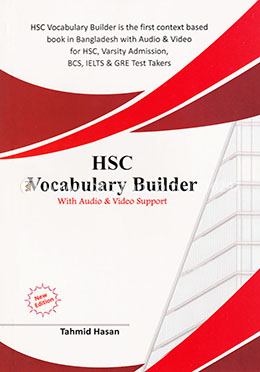 HSC Vocabulary Builder is the first context based
book in Bangladesh with Audio & Video
for HSC, Varsity Admission,
BCS, IELTS & GRE Test Takers
HSC
Vocabulary Builder
With Audio & Video Support
New
Edition
Tahmid Hasan